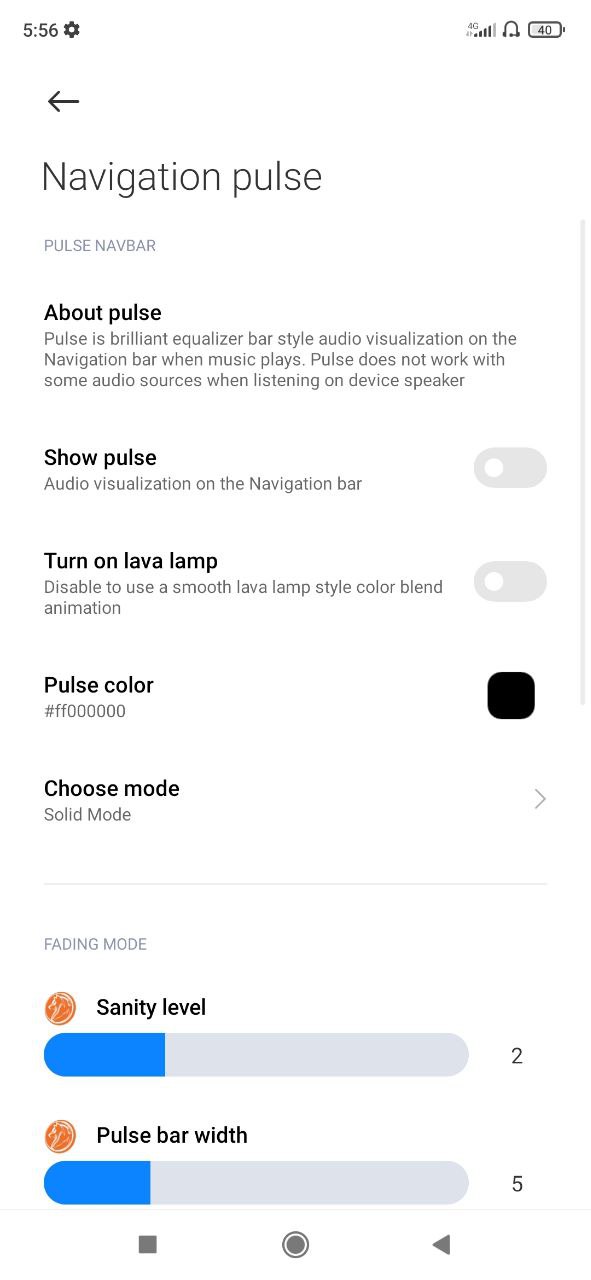 5:56
4G
40
Navigation pulse
PULSE NAVBAR
About pulse
Pulse is brilliant equalizer bar style audio visualization on the
Navigation bar when music plays. Pulse does not work with
some audio sources when listening on device speaker
Show pulse
Audio visualization on the Navigation bar
Turn on lava lamp
Disable to use a smooth lava lamp style color blend
animation
Pulse color
#ff000000
Choose mode
Solid Mode
FADING MODE
Sanity level
2
Pulse bar width
5